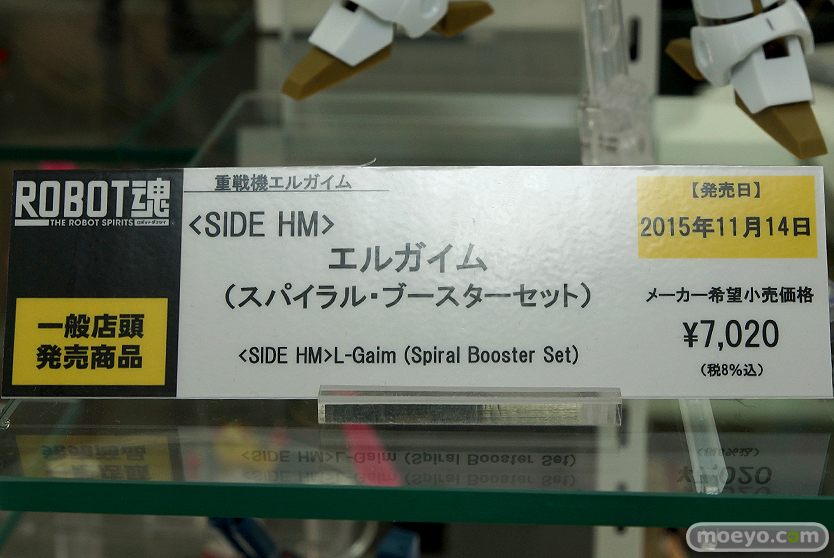 ROBOT魂
THE ROBOT SPIRITS
一般店頭
発売商品
重戦機エルガイム
<SIDE HM>
エルガイム
(スパイラル・ブースターセット)
<SIDE HM>L-Gaim (Spiral Booster Set)
【発売日】
2015年11月14日
メーカー希望小売価格
¥7,020
(税8%込)
moeyo.com